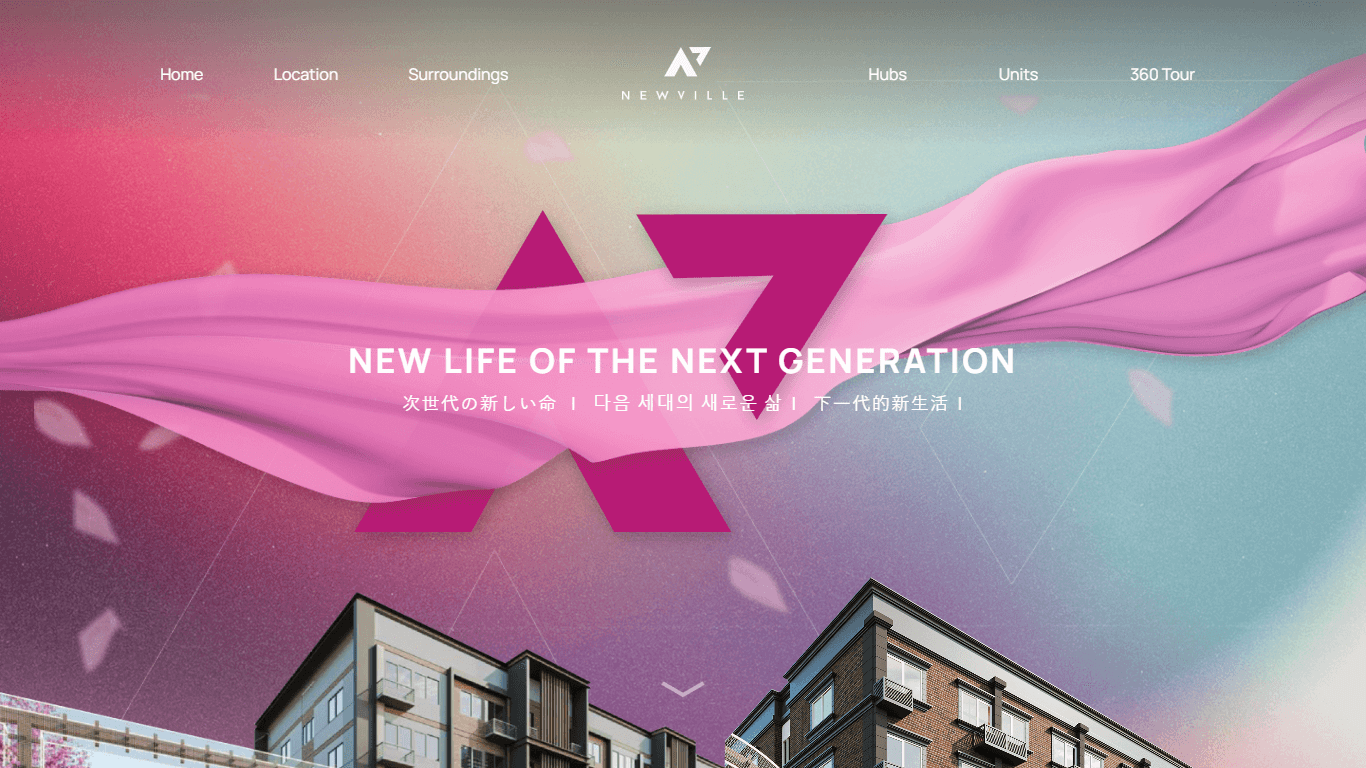 Home
Location
Surroundings
NEWVILLE
Hubs
Units
360 Tour
NEW LIFE OF THE NEXT GENERATION
次世代の新しい命 I 다음 세대의 새로운 삶 I 下一代的新生活 I